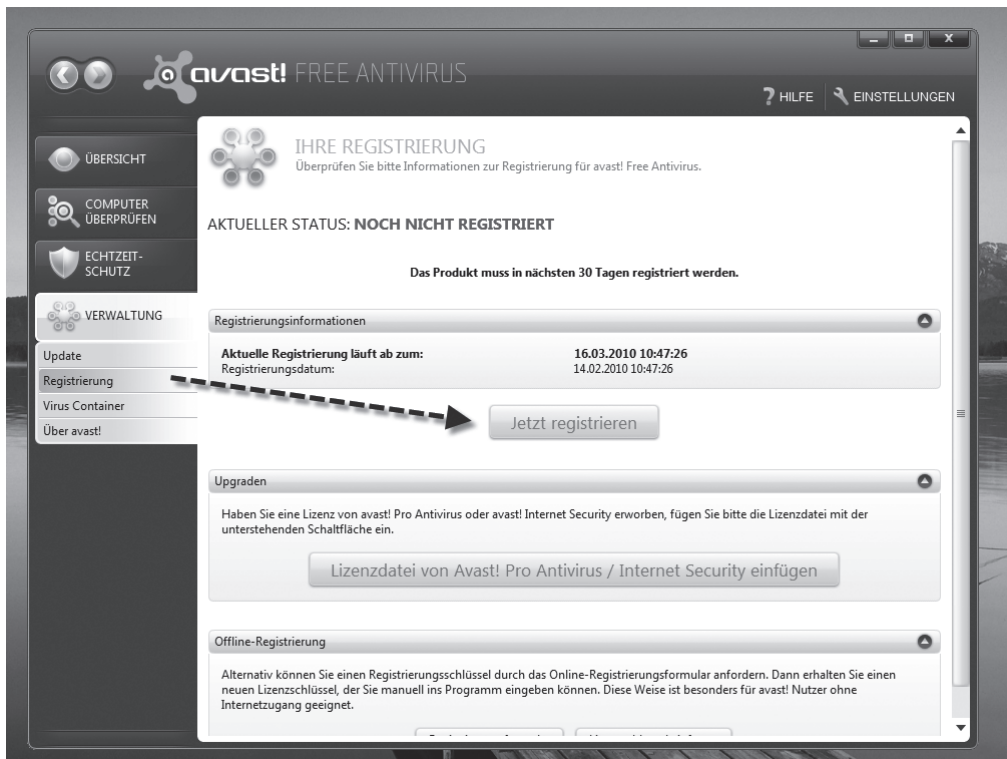 avast! FREE ANTIVIRUS
? HILFE
EINSTELLUNGEN
ÜBERSICHT
COMPUTER
ÜBERPRÜFEN
ECHTZEIT-
SCHUTZ
VERWALTUNG
Update
Registrierung
Virus Container
Über avast!
IHRE REGISTRIERUNG
Überprüfen Sie bitte Informationen zur Registrierung für avast! Free Antivirus.
AKTUELLER STATUS: NOCH NICHT REGISTRIERT
Das Produkt muss in nächsten 30 Tagen registriert werden.
Registrierungsinformationen
Aktuelle Registrierung läuft ab zum: 16.03.2010 10:47:26
Registrierungsdatum: 14.02.2010 10:47:26
Jetzt registrieren
Upgraden
Haben Sie eine Lizenz von avast! Pro Antivirus oder avast! Internet Security erworben, fügen Sie bitte die Lizenzdatei mit der
unterstehenden Schaltfläche ein.
Lizenzdatei von Avast! Pro Antivirus / Internet Security einfügen
Offline-Registrierung
Alternativ können Sie einen Registrierungsschlüssel durch das Online-Registrierungsformular anfordern. Dann erhalten Sie einen
neuen Lizenzschlüssel, der Sie manuell ins Programm eingeben können. Diese Weise ist besonders für avast! Nutzer ohne
Internetzugang geeignet.